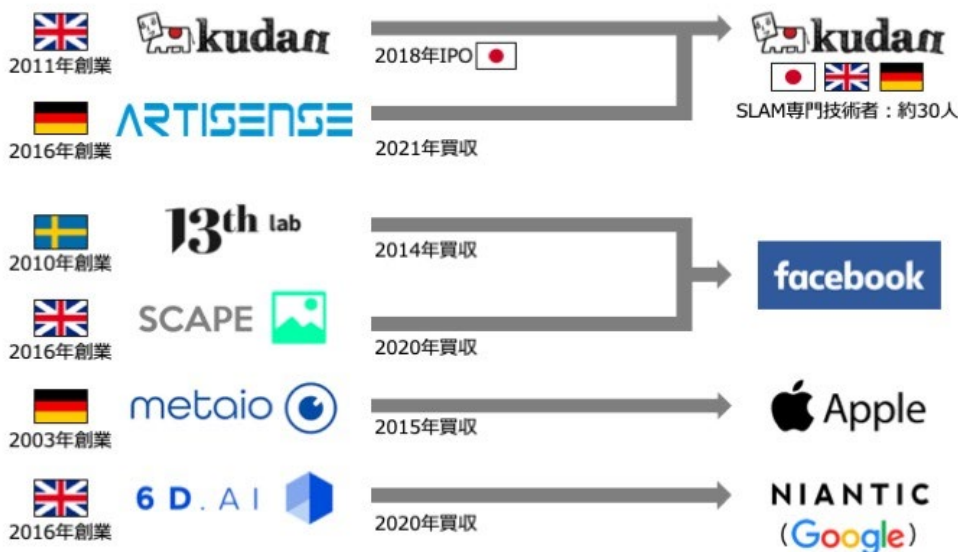 kudan
2018年IPO
kudan
2011年創業
SLAM専門技術者：約30人
ARTISENSE
2016年創業
2021年買収
13th lab
2010年創業
2014年買収
facebook
SCAPE
2016年創業
2020年買収
metaio
2003年創業
2015年買収
Apple
6D.AI
2016年創業
2020年買収
NIANTIC
(Google)